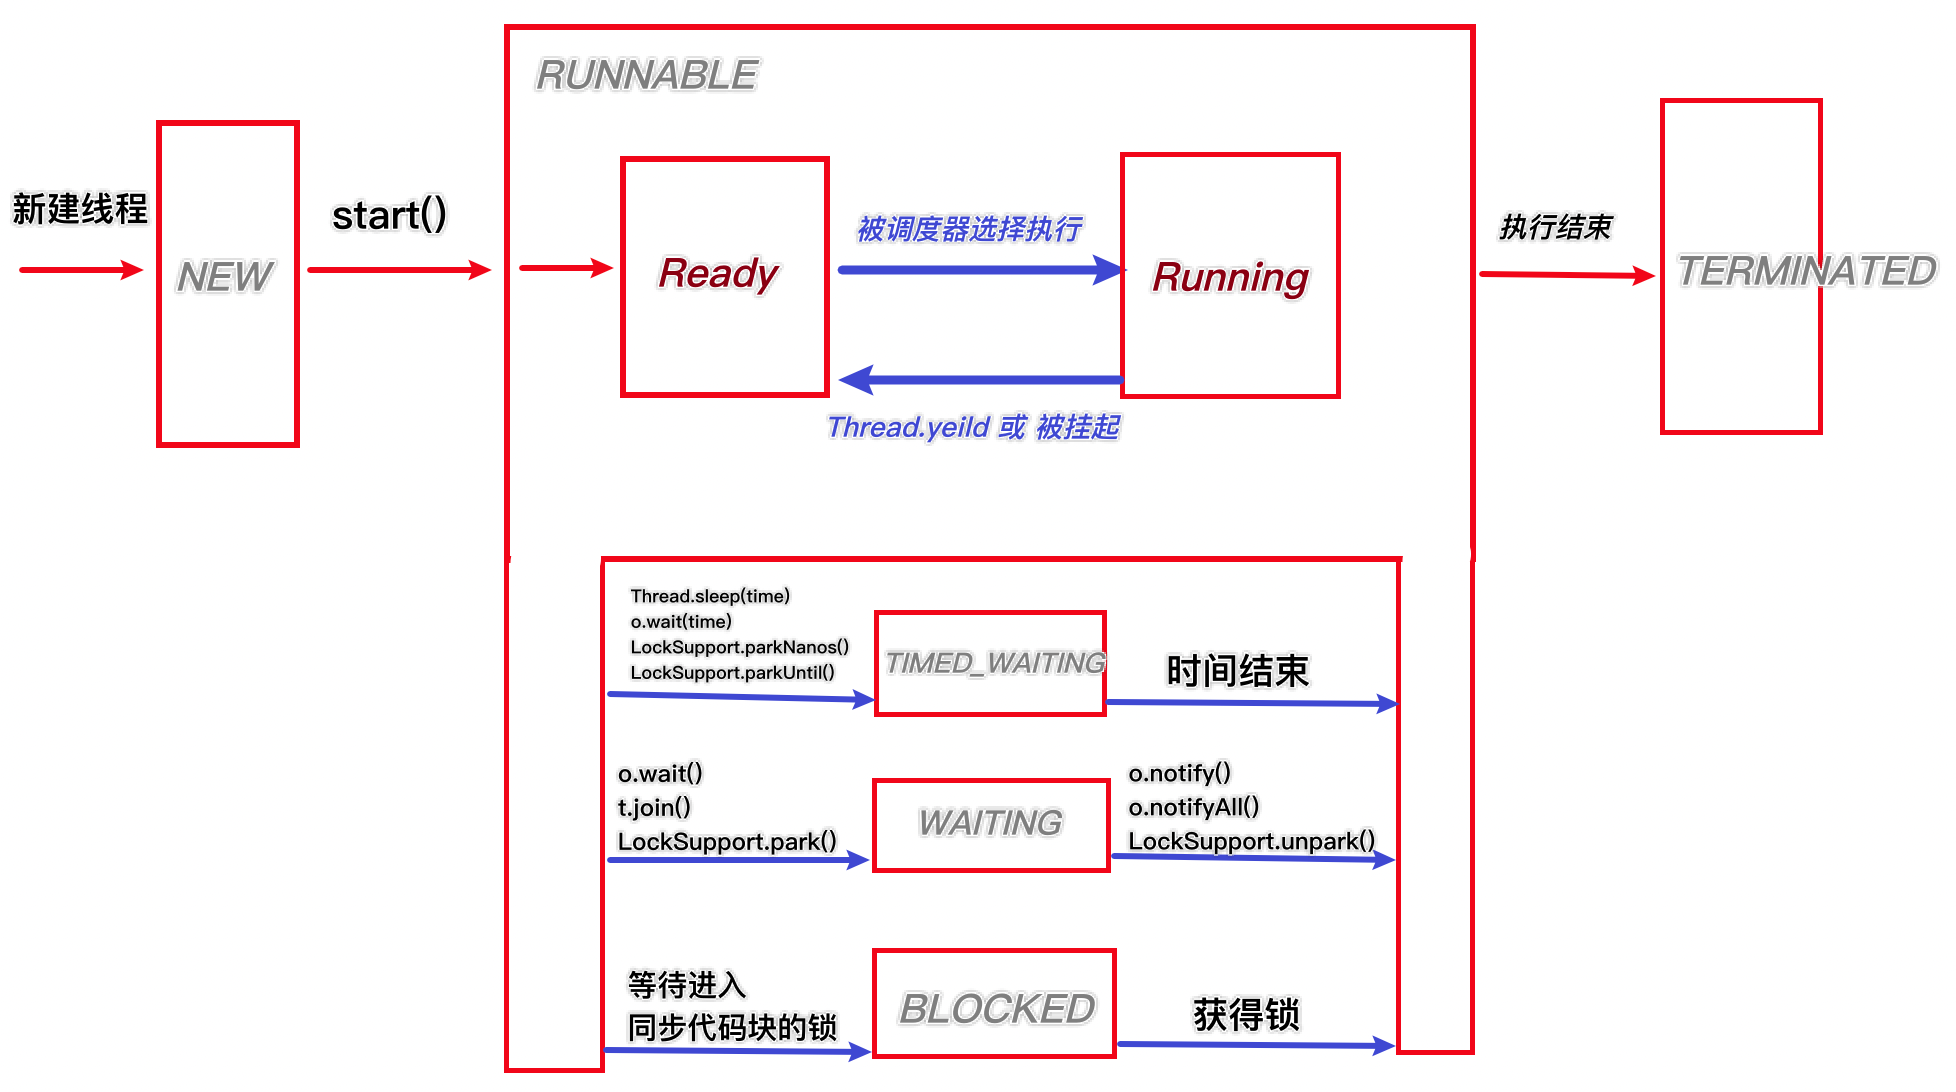 RUNNABLE
新建线程
NEW
start()
Ready
被调度器选择执行
Running
Thread.yeild 或 被挂起
执行结束
TERMINATED
Thread.sleep(time)
o.wait(time)
LockSupport.parkNanos()
LockSupport.parkUntil()
TIMED_WAITING
时间结束
o.wait()
t.join()
LockSupport.park()
WAITING
o.notify()
o.notifyAll()
LockSupport.unpark()
等待进入
同步代码块的锁
BLOCKED
获得锁